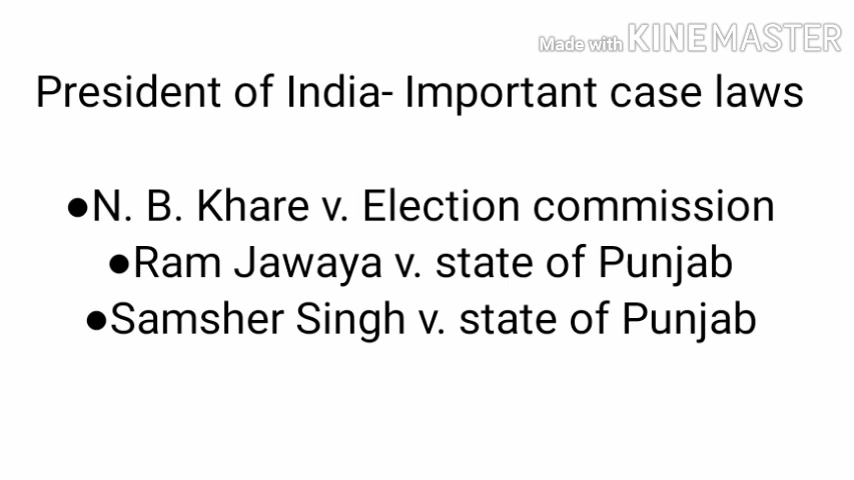 Made with KINEMASTER
President of India- Important case laws
●N. B. Khare v. Election commission
●Ram Jawaya v. state of Punjab
●Samsher Singh v. state of Punjab